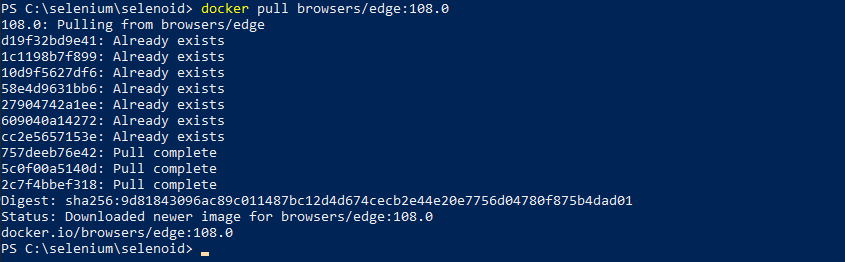 PS C:\selenium\selenoid> docker pull browsers/edge:108.0
108.0: Pulling from browsers/edge
d19f32bd9e41: Already exists
1c1198b7f899: Already exists
10d9f5627df6: Already exists
58e4d9631bb6: Already exists
27904742a1ee: Already exists
609040a14272: Already exists
cc2e5657153e: Already exists
757deeb76e42: Pull complete
5c0f00a5140d: Pull complete
2c7f4bbef318: Pull complete
Digest: sha256:9d81843096ac89c011487bc12d4d674cecb2e44e20e7756d04780f875b4dad01
Status: Downloaded newer image for browsers/edge:108.0
docker.io/browsers/edge:108.0
PS C:\selenium\selenoid>